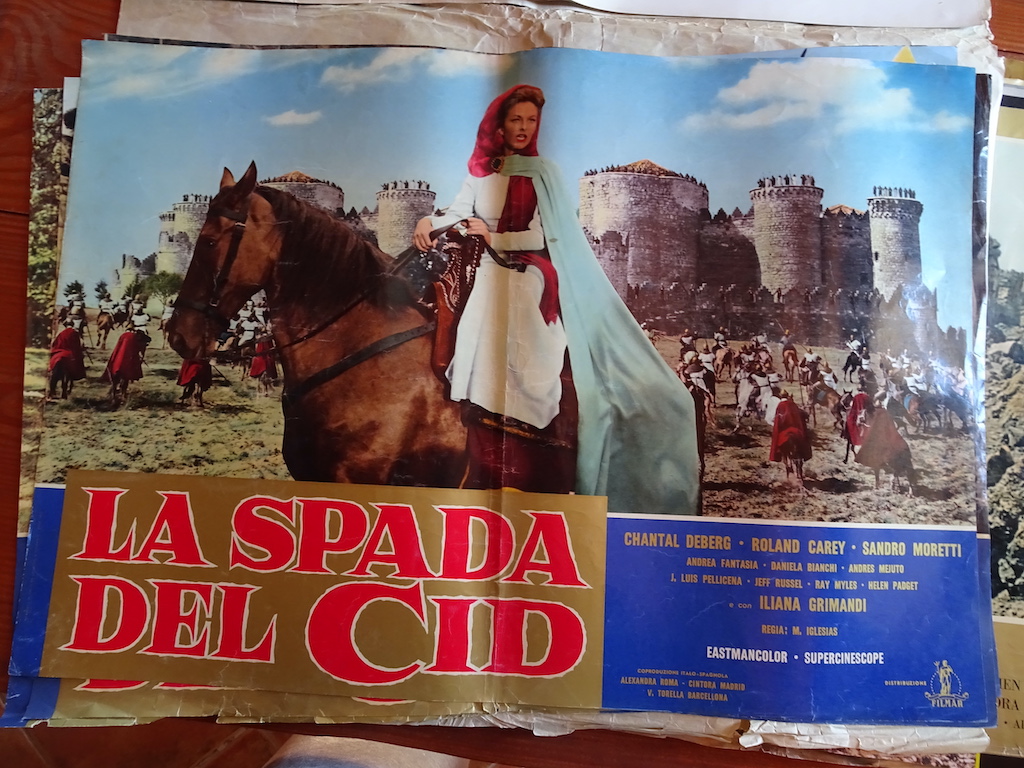 LA SPADA
DEL CID
CHANTAL DEBERG • ROLAND CAREY • SANDRO MORETTI
ANDREA FANTASIA • DANIELA BIANCHI • ANDRES MEJUTO
J. LUIS PELLICENA • JEFF RUSSEL • RAY MYLES • HELEN PADGET
e con ILIANA GRIMANDI
REGIA: M. IGLESIAS
EASTMANCOLOR • SUPERCINESCOPE
COPRODUZIONE ITALO-SPAGNOLA
ALEXANDRA ROMA - CINTORA MADRID
V. TORELLA BARCELLONA
DISTRIBUZIONE
FILMAR